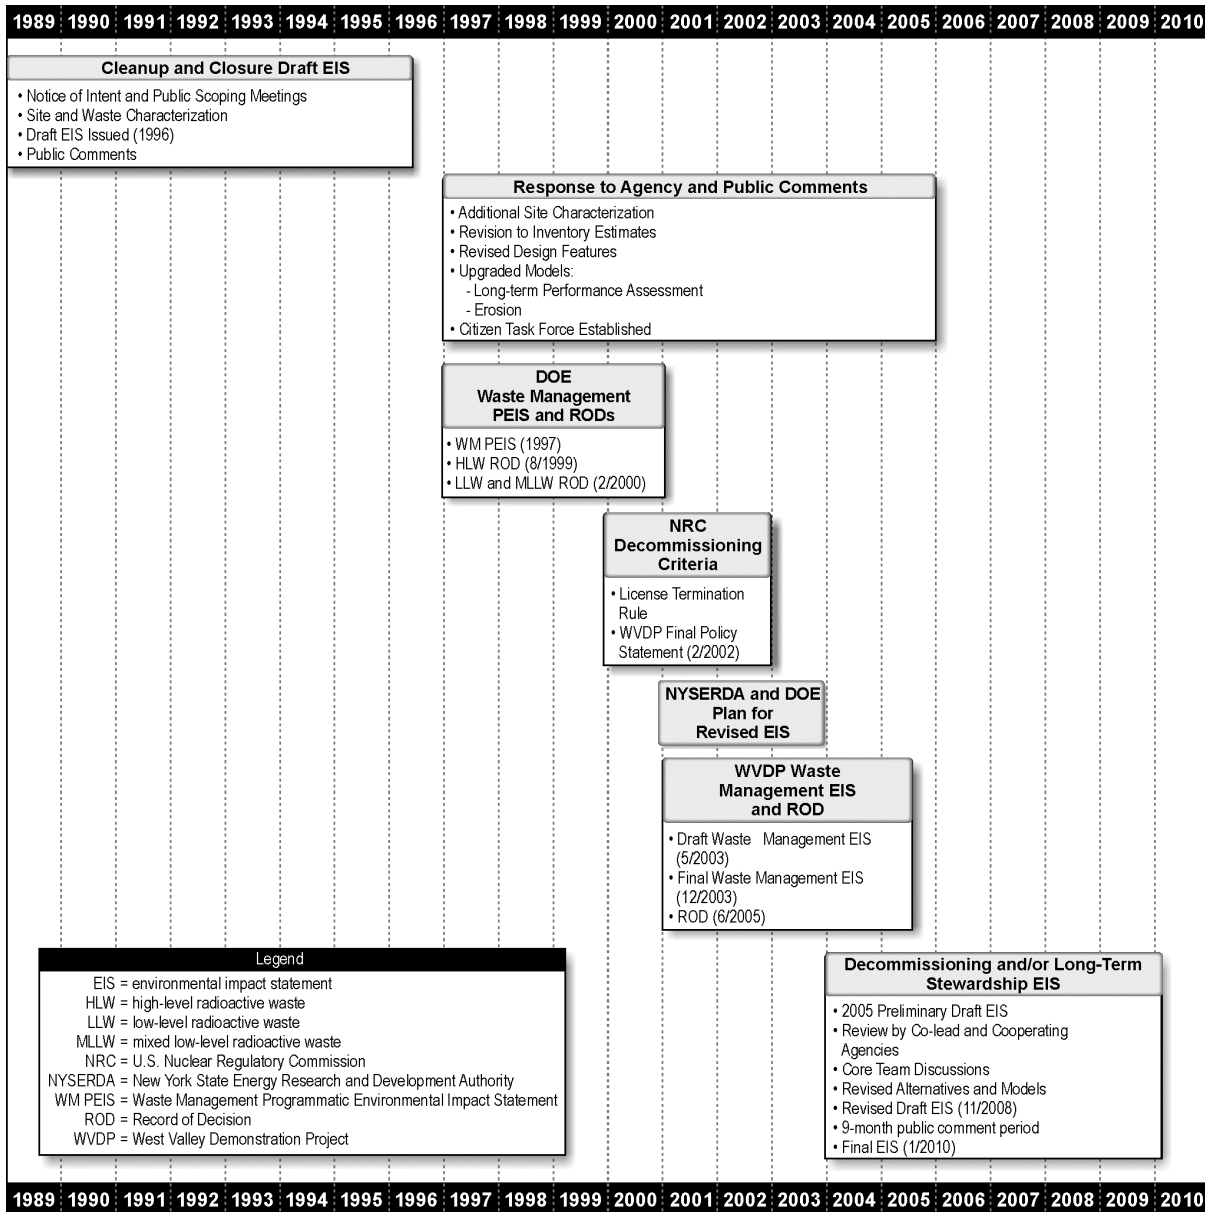 1989 1990 1991 1992 1993 1994 1995 1996 1997 1998 1999 2000 2001 2002 2003 2004 2005 2006 2007 2008 2009 2010
Cleanup and Closure Draft EIS
• Notice of Intent and Public Scoping Meetings
• Site and Waste Characterization
• Draft EIS Issued (1996)
• Public Comments
Response to Agency and Public Comments
• Additional Site Characterization
• Revision to Inventory Estimates
• Revised Design Features
• Upgraded Models:
- Long-term Performance Assessment
- Erosion
• Citizen Task Force Established
DOE
Waste Management
PEIS and RODs
• WM PEIS (1997)
• HLW ROD (8/1999)
• LLW and MLLW ROD (2/2000)
NRC
Decommissioning
Criteria
• License Termination
Rule
• WVDP Final Policy
Statement (2/2002)
NYSERDA and DOE
Plan for
Revised EIS
WVDP Waste
Management EIS
and ROD
• Draft Waste Management EIS
(5/2003)
• Final Waste Management EIS
(12/2003)
• ROD (6/2005)
Decommissioning and/or Long-Term
Stewardship EIS
• 2005 Preliminary Draft EIS
• Review by Co-lead and Cooperating
Agencies
• Core Team Discussions
• Revised Alternatives and Models
• Revised Draft EIS (11/2008)
• 9-month public comment period
• Final EIS (1/2010)
Legend
EIS = environmental impact statement
HLW = high-level radioactive waste
LLW = low-level radioactive waste
MLLW = mixed low-level radioactive waste
NRC = U.S. Nuclear Regulatory Commission
NYSERDA = New York State Energy Research and Development Authority
WM PEIS = Waste Management Programmatic Environmental Impact Statement
ROD = Record of Decision
WVDP = West Valley Demonstration Project
1989 1990 1991 1992 1993 1994 1995 1996 1997 1998 1999 2000 2001 2002 2003 2004 2005 2006 2007 2008 2009 2010